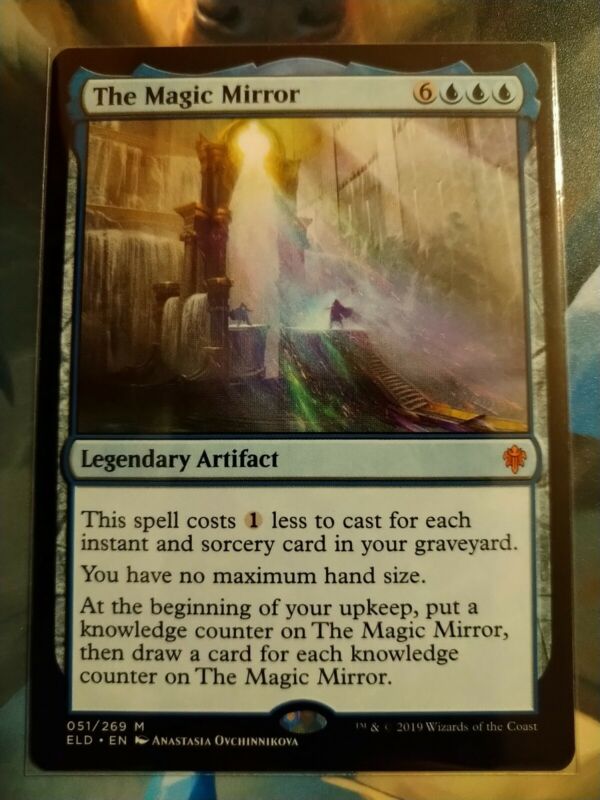 The Magic Mirror 6
Legendary Artifact
This spell costs 1 less to cast for each
instant and sorcery card in your graveyard.
You have no maximum hand size.
At the beginning of your upkeep, put a
knowledge counter on The Magic Mirror,
then draw a card for each knowledge
counter on The Magic Mirror.
051/269 M
™ & © 2019 Wizards of the Coast
ELD • EN Anastasia Ovchinnikova